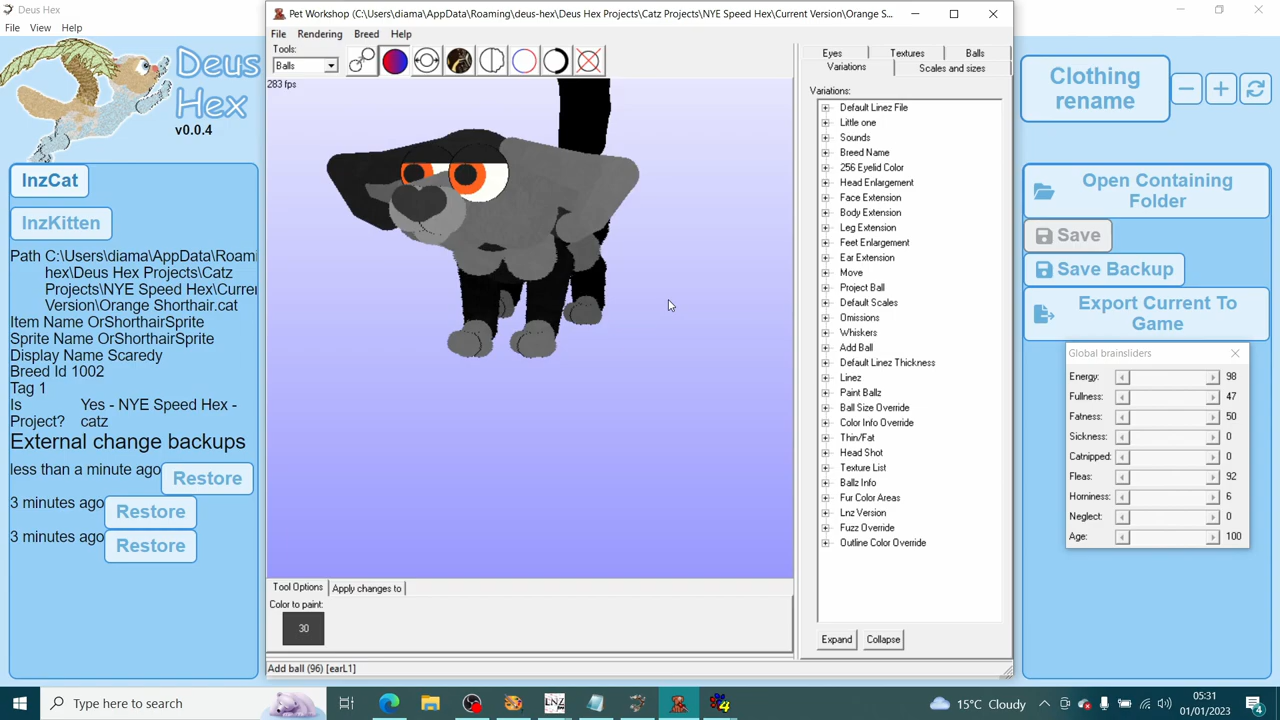 Deus Hex
File View Help
Deus
Hex
v0.0.4
lnzCat
lnzKitten
Path C:\Users\diama\AppData\Roami
hex\Deus Hex Projects\Catz
Projects\NYE Speed Hex\Curre
Version\Orange Shorthair.cat
Item Name OrShorthairSprite
Sprite Name OrShorthairSprite
Display Name Scaredy
Breed Id 1002
Tag 1
Is Yes - NYE Speed Hex -
Project? catz
External change backups
less than a minute ago Restore
3 minutes ago Restore
3 minutes ago Restore
Pet Workshop (C:\Users\diama\AppData\Roaming\deus-hex\Deus Hex Projects\Catz Projects\NYE Speed Hex\Current Version\Orange S...
File Rendering Breed Help
Tools:
Balls
283 fps
Tool Options Apply changes to
Color to paint:
30
Add ball (96) [earL1]
Eyes Textures Balls
Variations Scales and sizes
Variations:
Default Linez File
Little one
Sounds
Breed Name
256 Eyelid Color
Head Enlargement
Face Extension
Body Extension
Leg Extension
Feet Enlargement
Ear Extension
Move
Project Ball
Default Scales
Omissions
Whiskers
Add Ball
Default Linez Thickness
Linez
Paint Ballz
Ball Size Override
Color Info Override
Thin/Fat
Head Shot
Texture List
Ballz Info
Fur Color Areas
Lnz Version
Fuzz Override
Outline Color Override
Expand Collapse
Clothing
rename
Open Containing
Folder
Save
Save Backup
Export Current To
Game
Global brainsliders
Energy: 98
Fullness: 47
Fatness: 50
Sickness: 0
Catnipped: 0
Fleas: 92
Horniness: 6
Neglect: 0
Age: 100
Type here to search
LNZ
4
15°C Cloudy
05:31
01/01/2023
4